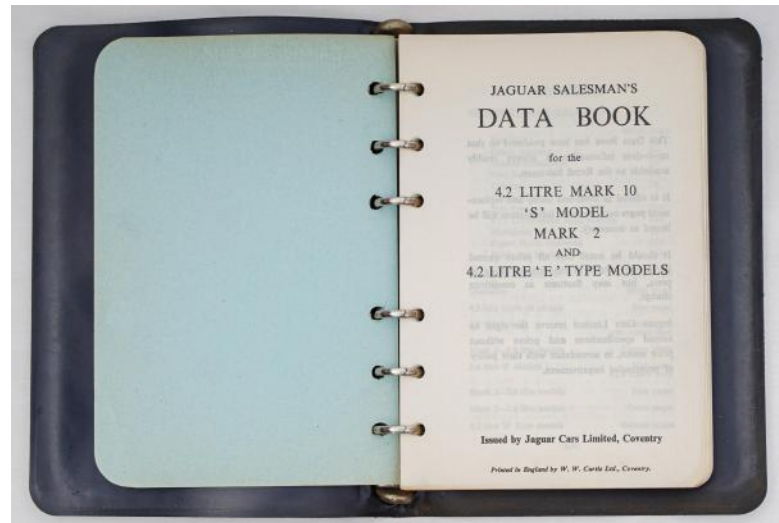 JAGUAR SALESMAN'S
DATA BOOK
for the
4.2 LITRE MARK 10
‘S’ MODEL
MARK 2
AND
4.2 LITRE ‘E’ TYPE MODELS
Issued by Jaguar Cars Limited, Coventry
Printed in England by W. W. Curtis Ltd., Coventry.